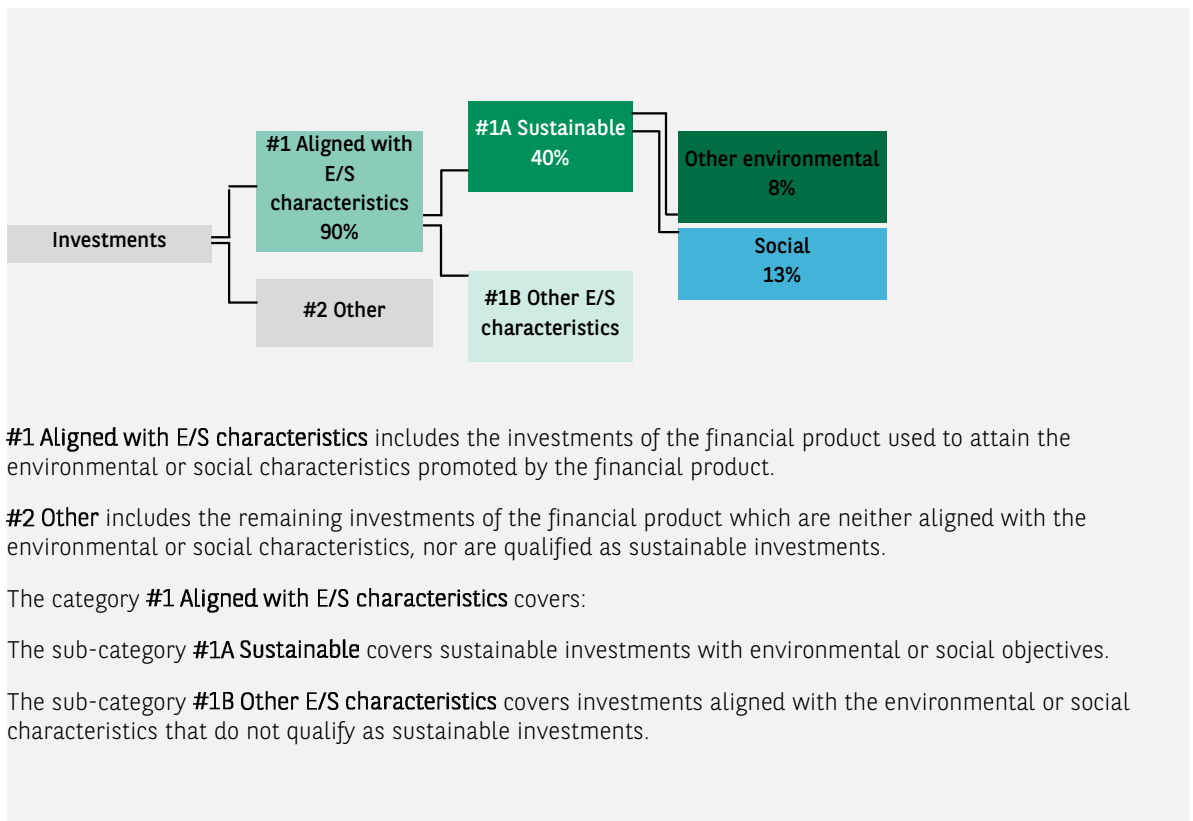 Investments
#1 Aligned with
E/S
characteristics
90%
#2 Other
#1A Sustainable
40%
#1B Other E/S
characteristics
Other environmental
8%
Social
13%
#1 Aligned with E/S characteristics includes the investments of the financial product used to attain the
environmental or social characteristics promoted by the financial product.
#2 Other includes the remaining investments of the financial product which are neither aligned with the
environmental or social characteristics, nor are qualified as sustainable investments.
The category #1 Aligned with E/S characteristics covers:
The sub-category #1A Sustainable covers sustainable investments with environmental or social objectives.
The sub-category #1B Other E/S characteristics covers investments aligned with the environmental or social
characteristics that do not qualify as sustainable investments.